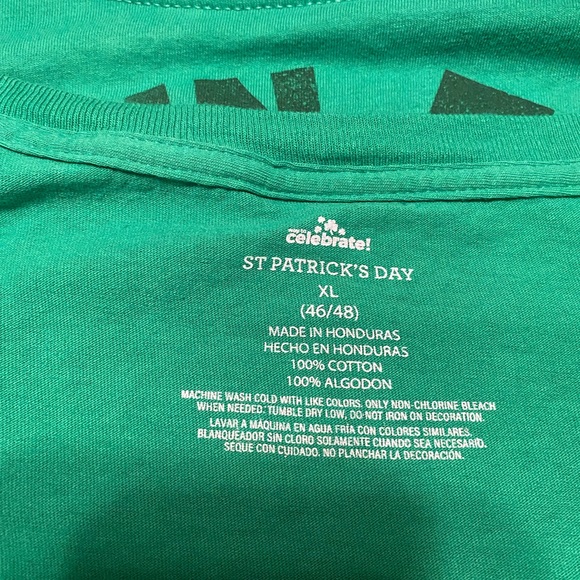 way to
celebrate!
ST PATRICK'S DAY
XL
(46/48)
MADE IN HONDURAS
HECHO EN HONDURAS
100% COTTON
100% ALGODON
MACHINE WASH COLD WITH LIKE COLORS. ONLY NON-CHLORINE BLEACH
WHEN NEEDED. TUMBLE DRY LOW, DO NOT IRON ON DECORATION.
LAVAR A MÁQUINA EN AGUA FRÍA CON COLORES SIMILARES.
BLANQUEADOR SIN CLORO SOLAMENTE CUANDO SEA NECESARIO.
SEQUE CON CUIDADO. NO PLANCHAR LA DECORACIÓN.